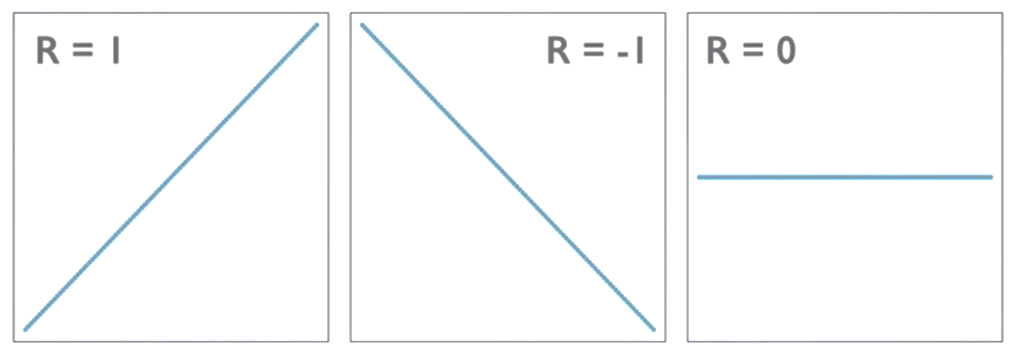 R = 1
R = -1
R = 0